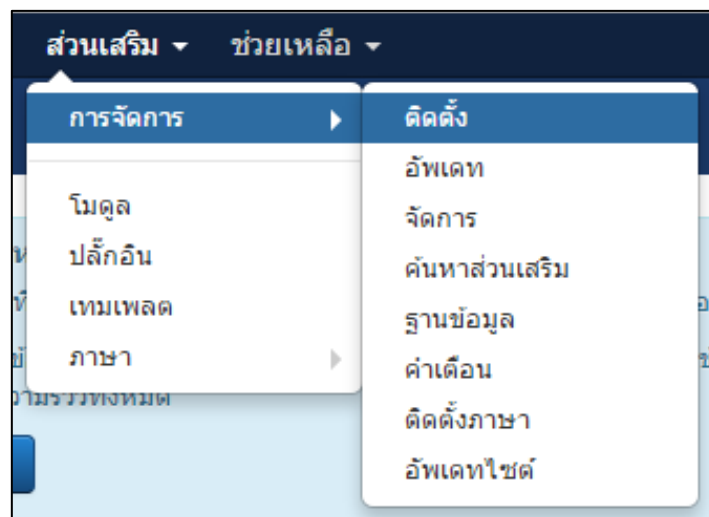 ส่วนเสริม ช่วยเหลือ
การจัดการ
โมดูล
ปลั๊กอิน
เทมเพลต
ภาษา
ติดตั้ง
อัพเดท
จัดการ
ค้นหาส่วนเสริม
ฐานข้อมูล
คำเตือน
ติดตั้งภาษา
อัพเดทไซต์